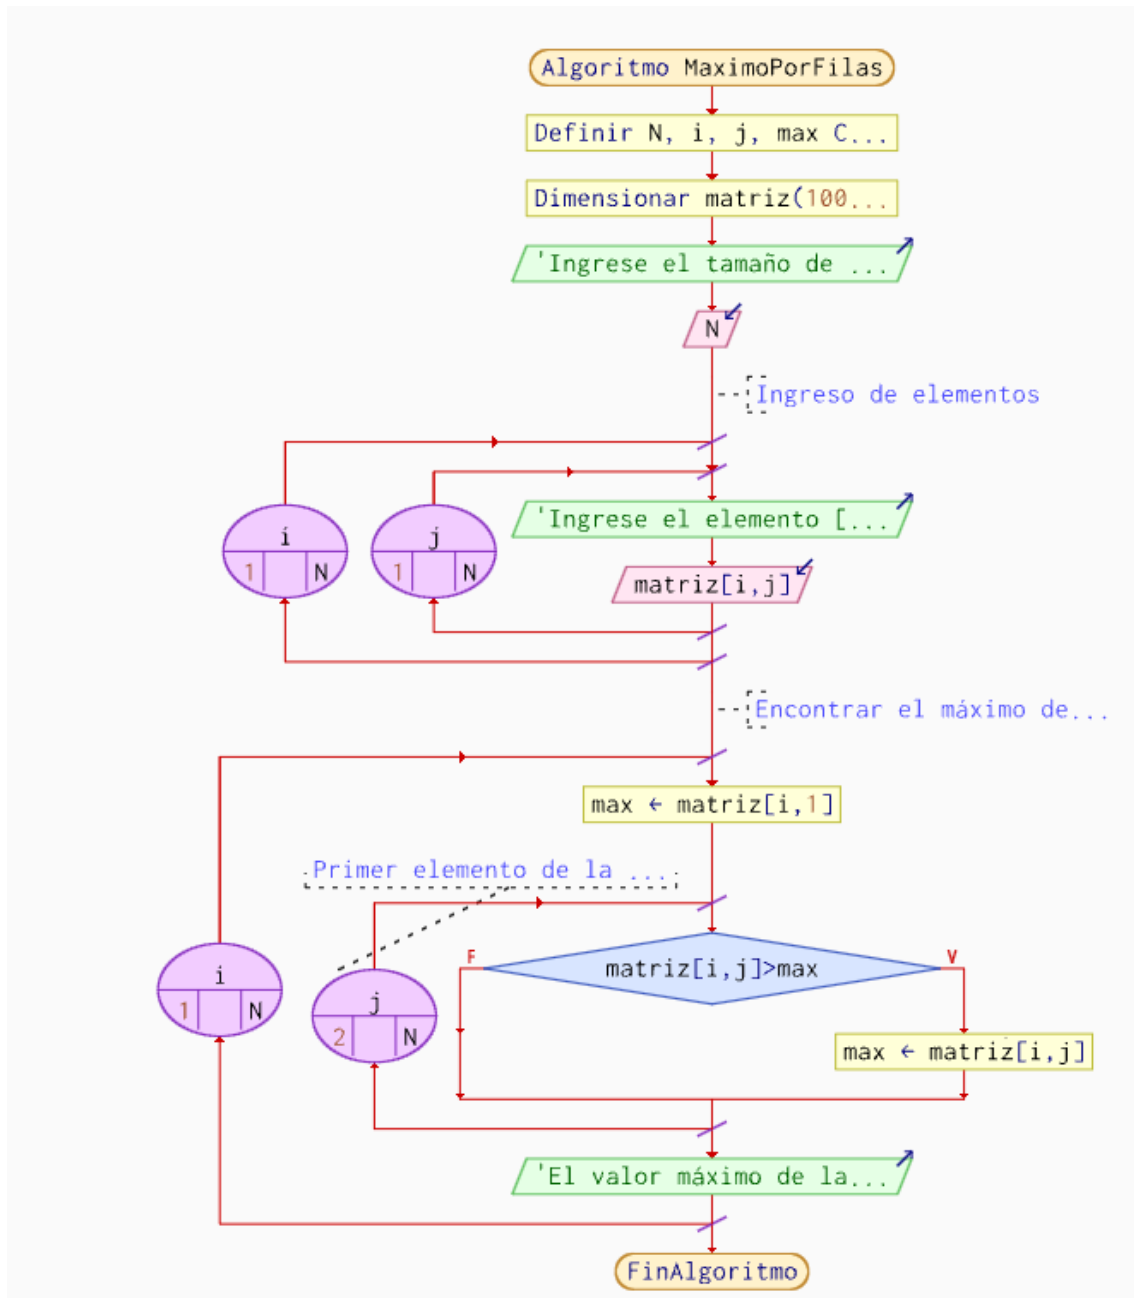 Algoritmo MaximoPorFilas
Definir N, i, j, max C...
Dimensionar matriz(100...
'Ingrese el tamaño de ...
N
Ingreso de elementos
'Ingrese el elemento [...
i
1 N
j
1 N
matriz[i,j]
Encontrar el máximo de...
max ← matriz[i,1]
Primer elemento de la ...
i
1 N
j
2 N
F
matriz[i,j]>max
V
max ← matriz[i,j]
'El valor máximo de la...
FinAlgoritmo